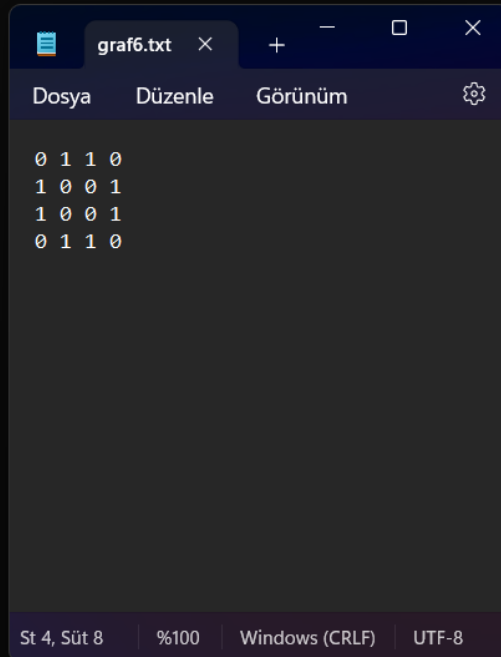 graf6.txt
Dosya Düzenle Görünüm
0 1 1 0
1 0 0 1
1 0 0 1
0 1 1 0
St 4, Süt 8 %100 Windows (CRLF) UTF-8